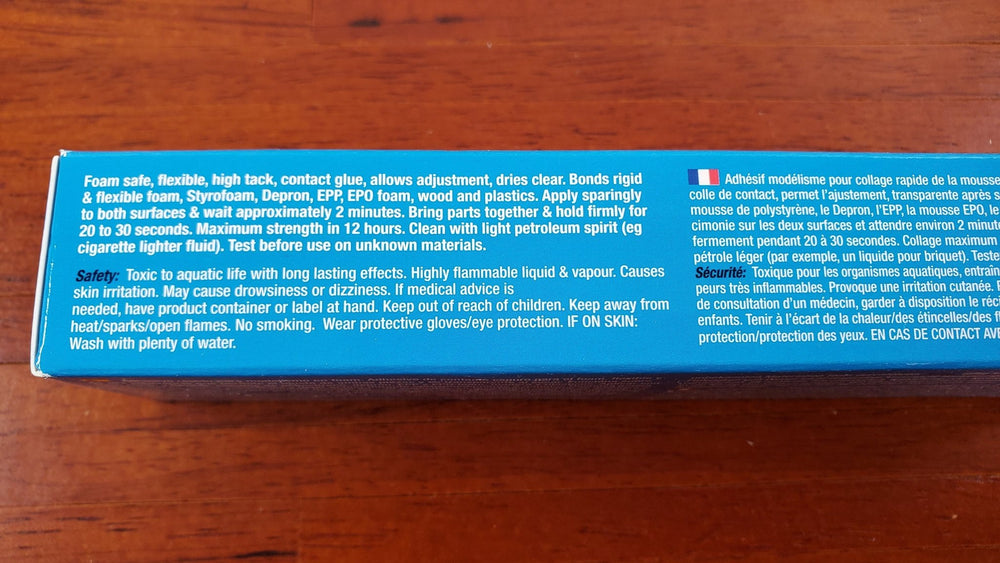 Foam safe, flexible, high tack, contact glue, allows adjustment, dries clear. Bonds rigid
& flexible foam, Styrofoam, Depron, EPP, EPO foam, wood and plastics. Apply sparingly
to both surfaces & wait approximately 2 minutes. Bring parts together & hold firmly for
20 to 30 seconds. Maximum strength in 12 hours. Clean with light petroleum spirit (eg
cigarette lighter fluid). Test before use on unknown materials.
Safety: Toxic to aquatic life with long lasting effects. Highly flammable liquid & vapour. Causes
skin irritation. May cause drowsiness or dizziness. If medical advice is
needed, have product container or label at hand. Keep out of reach of children. Keep away from
heat/sparks/open flames. No smoking. Wear protective gloves/eye protection. IF ON SKIN:
Wash with plenty of water.
Adhésif modélisme pour collage rapide de la mousse
colle de contact, permet l'ajustement, transparente après
mousse de polystyrène, le Depron, l'EPP, la mousse EPO,
cimonie sur les deux surfaces et attendre environ 2
fermement pendant 20 à 30 secondes. Collage maximum
pétrole léger (par exemple, un liquide pour briquet).
Sécurité: Toxique pour les organismes aquatiques,
peurs très inflammables. Provoque une irritation cutanée.
de consultation d'un médecin, garder à disposition le
enfants. Tenir à l'écart de la chaleur/des étincelles/des
protection/protection des yeux. EN CAS DE CONTACT